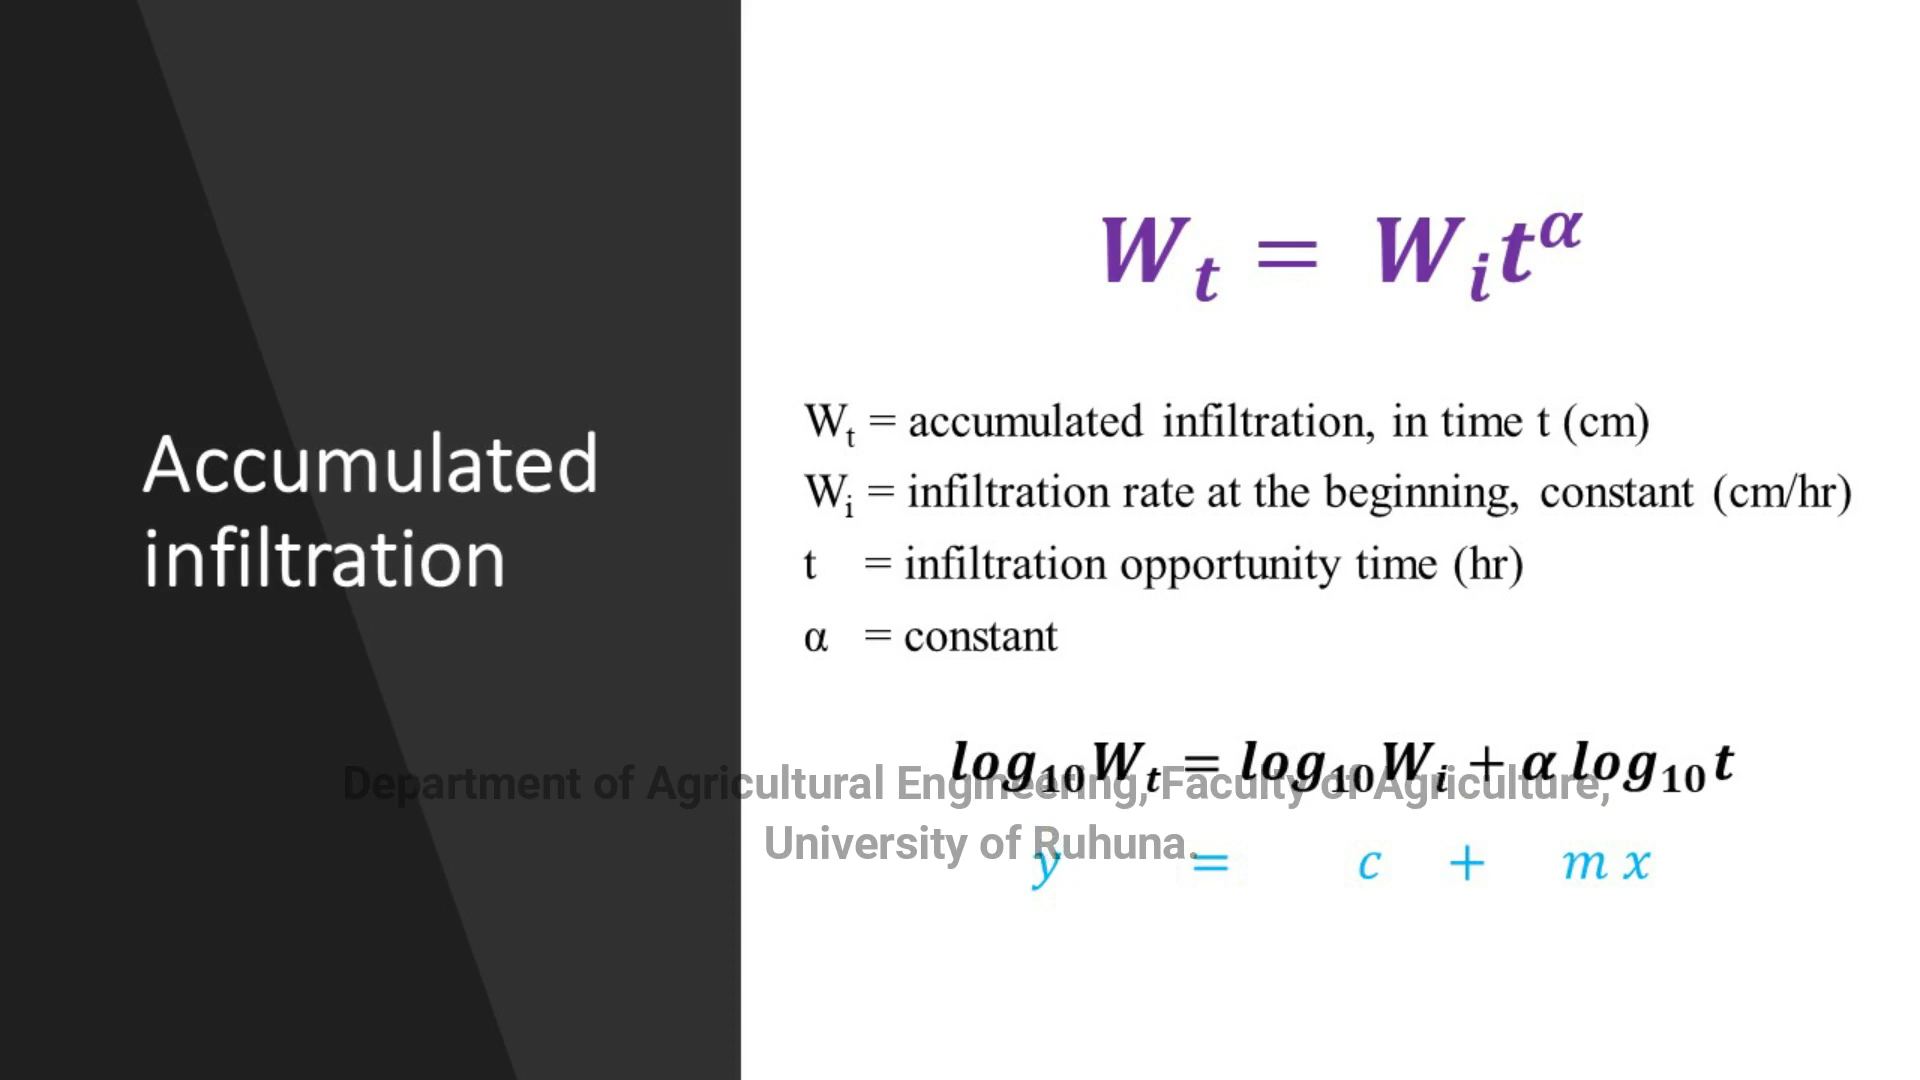 Accumulated
infiltration
W_t = W_i t^α
W_t = accumulated infiltration, in time t (cm)
W_i = infiltration rate at the beginning, constant (cm/hr)
t = infiltration opportunity time (hr)
α = constant
log_10 W_t = log_10 W_i + α log_10 t
y = c + m x
Department of Agricultural Engineering, Faculty of Agriculture,
University of Ruhuna.